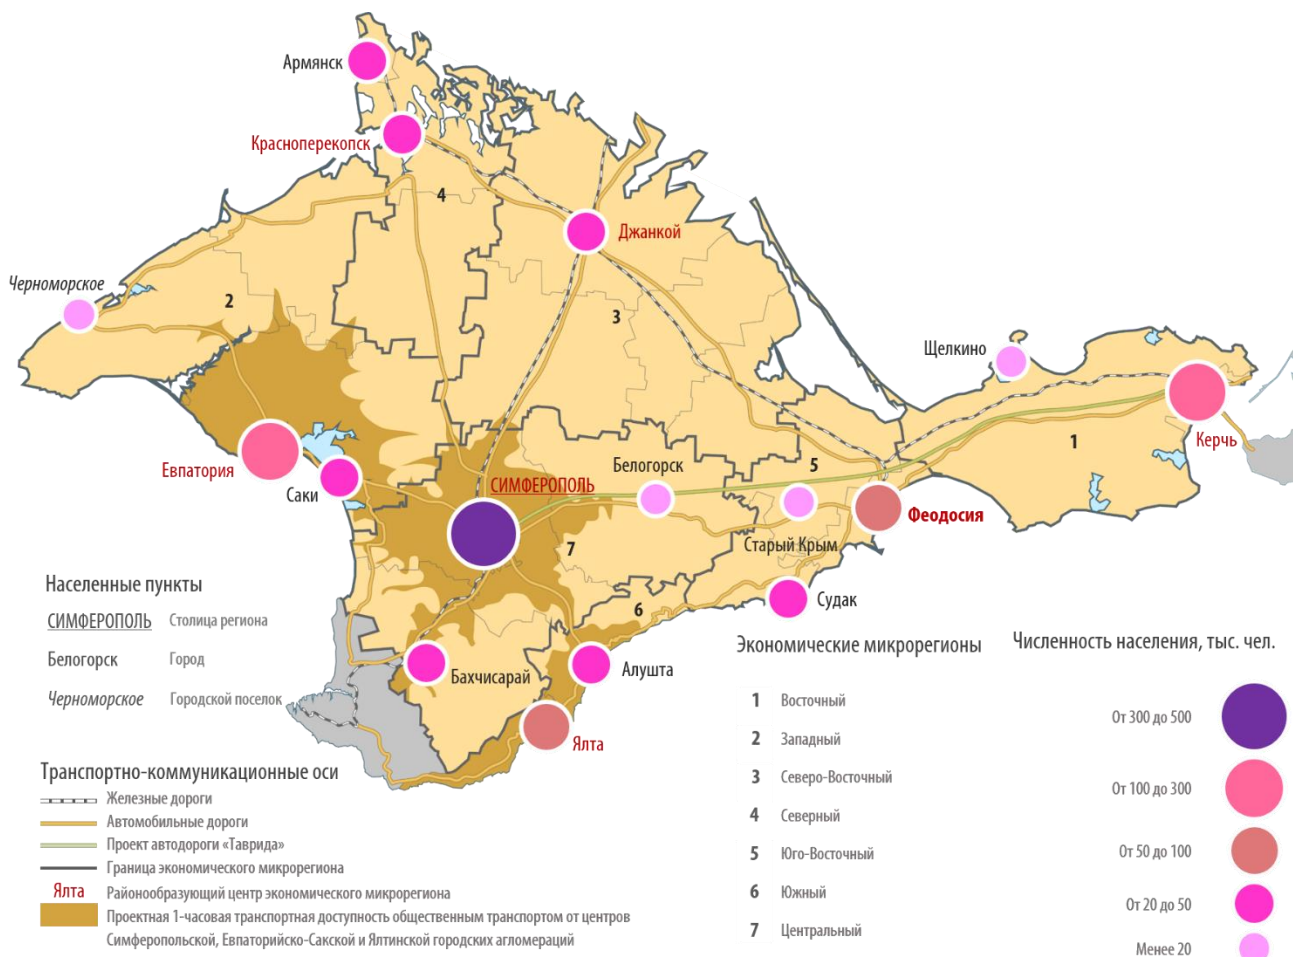 Армянск
Красноперекопск
4
Джанкой
Черноморское
2
3
Щелкино
Керчь
1
Евпатория
Саки
СИМФЕРОПОЛЬ
Белогорск
5
Феодосия
Старый Крым
7
6
Судак
Бахчисарай
Алушта
Ялта
Населенные пункты
СИМФЕРОПОЛЬ Столица региона
Белогорск Город
Черноморское Городской поселок
Транспортно-коммуникационные оси
Железные дороги
Автомобильные дороги
Проект автодороги «Таврида»
Граница экономического микрорегиона
Ялта Районообразующий центр экономического микрорегиона
Проектная 1-часовая транспортная доступность общественным транспортом от центров
Симферопольской, Евпаторийско-Сакской и Ялтинской городских агломераций
Экономические микрорегионы
1 Восточный
2 Западный
3 Северо-Восточный
4 Северный
5 Юго-Восточный
6 Южный
7 Центральный
Численность населения, тыс. чел.
От 300 до 500
От 100 до 300
От 50 до 100
От 20 до 50
Менее 20